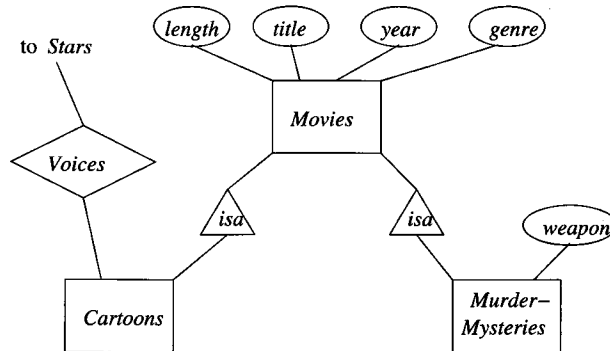 length
title
year
genre
to Stars
Movies
Voices
isa
isa
weapon
Cartoons
Murder–
Mysteries